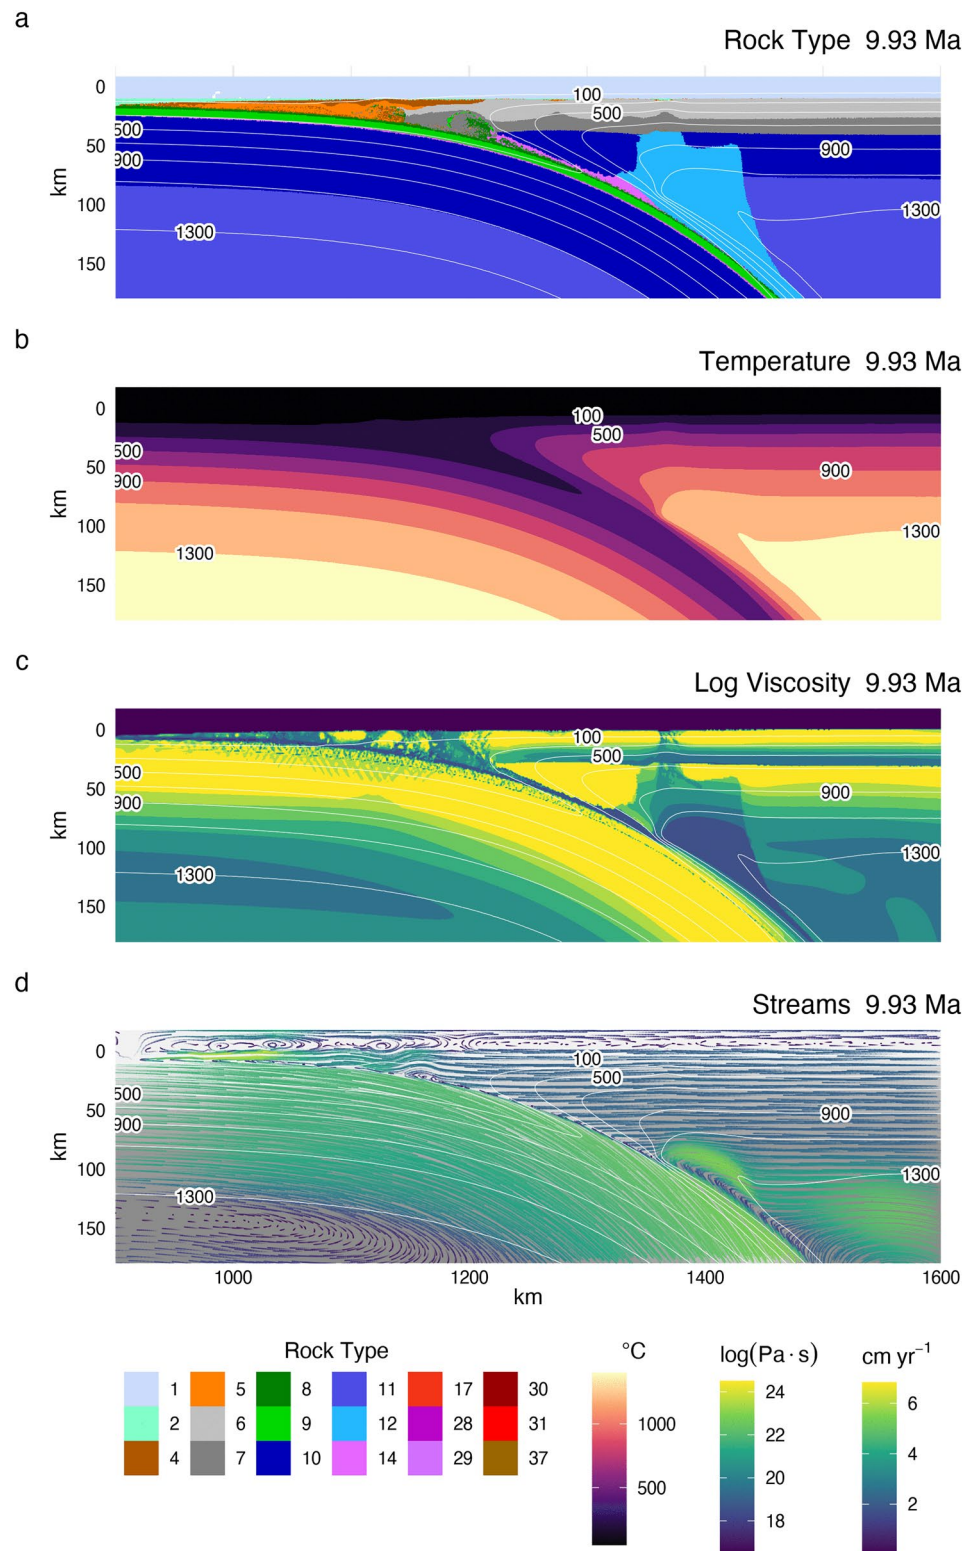 a
Rock Type 9.93 Ma
0
50
100
150
km
100
500
500
900
900
1300
1300
b
Temperature 9.93 Ma
0
50
100
150
km
100
500
500
900
900
1300
1300
c
Log Viscosity 9.93 Ma
0
50
100
150
km
100
500
500
900
900
1300
1300
d
Streams 9.93 Ma
0
50
100
150
km
100
500
500
900
900
1300
1300
1000 1200 1400 1600
km
Rock Type
1 5 8 11 17 30
2 6 9 12 28 31
4 7 10 14 29 37
°C
1000
500
log(Pa · s)
24
22
20
18
cm yr⁻¹
6
4
2